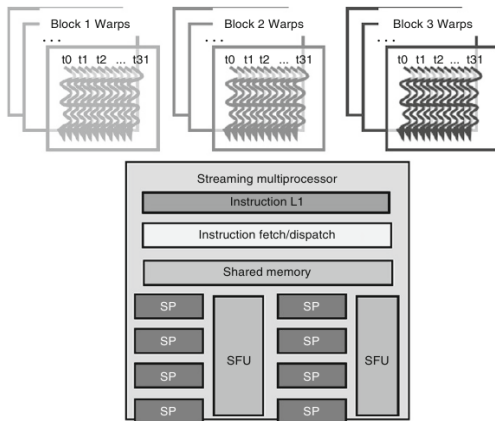 Block 1 Warps
Block 2 Warps
Block 3 Warps
...
...
...
t0 t1 t2 ... t31
t0 t1 t2 ... t31
t0 t1 t2 ... t31
Streaming multiprocessor
Instruction L1
Instruction fetch/dispatch
Shared memory
SP
SP
SP
SP
SFU
SP
SP
SP
SP
SFU